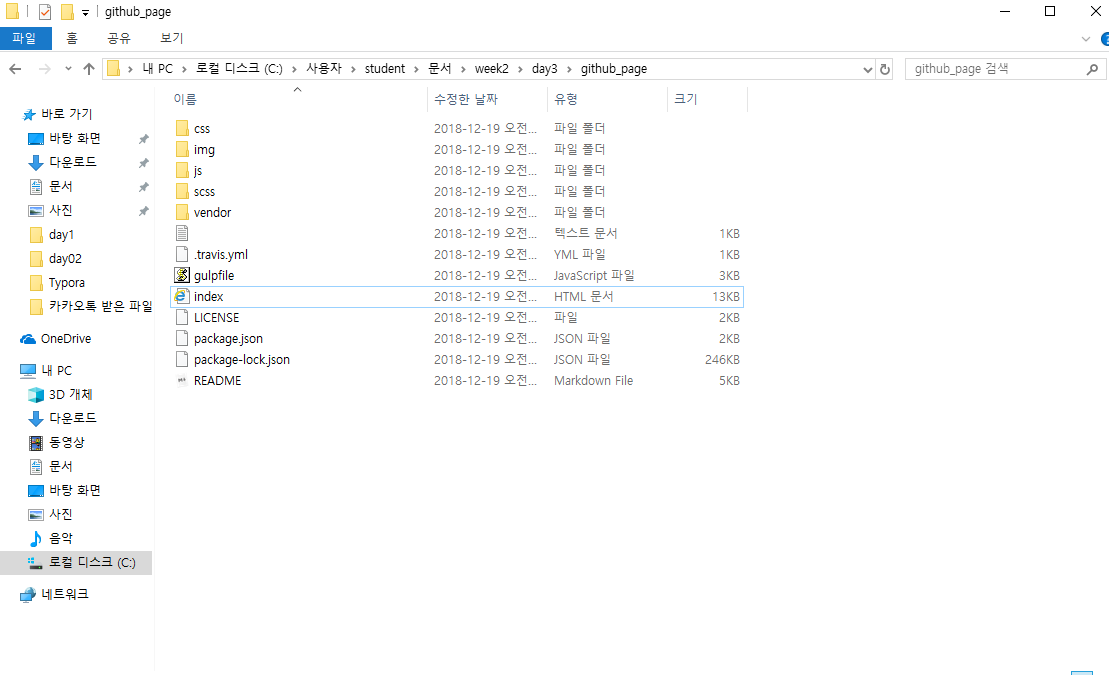 github_page
파일 홈 공유 보기
내 PC 로컬 디스크 (C:) 사용자 student 문서 week2 day3 github_page github_page 검색
바로 가기
바탕 화면
다운로드
문서
사진
day1
day02
Typora
카카오톡 받은 파일
OneDrive
내 PC
3D 개체
다운로드
동영상
문서
바탕 화면
사진
음악
로컬 디스크 (C:)
네트워크
이름 수정한 날짜 유형 크기
css 2018-12-19 오전... 파일 폴더
img 2018-12-19 오전... 파일 폴더
js 2018-12-19 오전... 파일 폴더
scss 2018-12-19 오전... 파일 폴더
vendor 2018-12-19 오전... 파일 폴더
2018-12-19 오전... 텍스트 문서 1KB
.travis.yml 2018-12-19 오전... YML 파일 1KB
gulpfile 2018-12-19 오전... JavaScript 파일 3KB
index 2018-12-19 오전... HTML 문서 13KB
LICENSE 2018-12-19 오전... 파일 2KB
package.json 2018-12-19 오전... JSON 파일 2KB
package-lock.json 2018-12-19 오전... JSON 파일 246KB
README 2018-12-19 오전... Markdown File 5KB